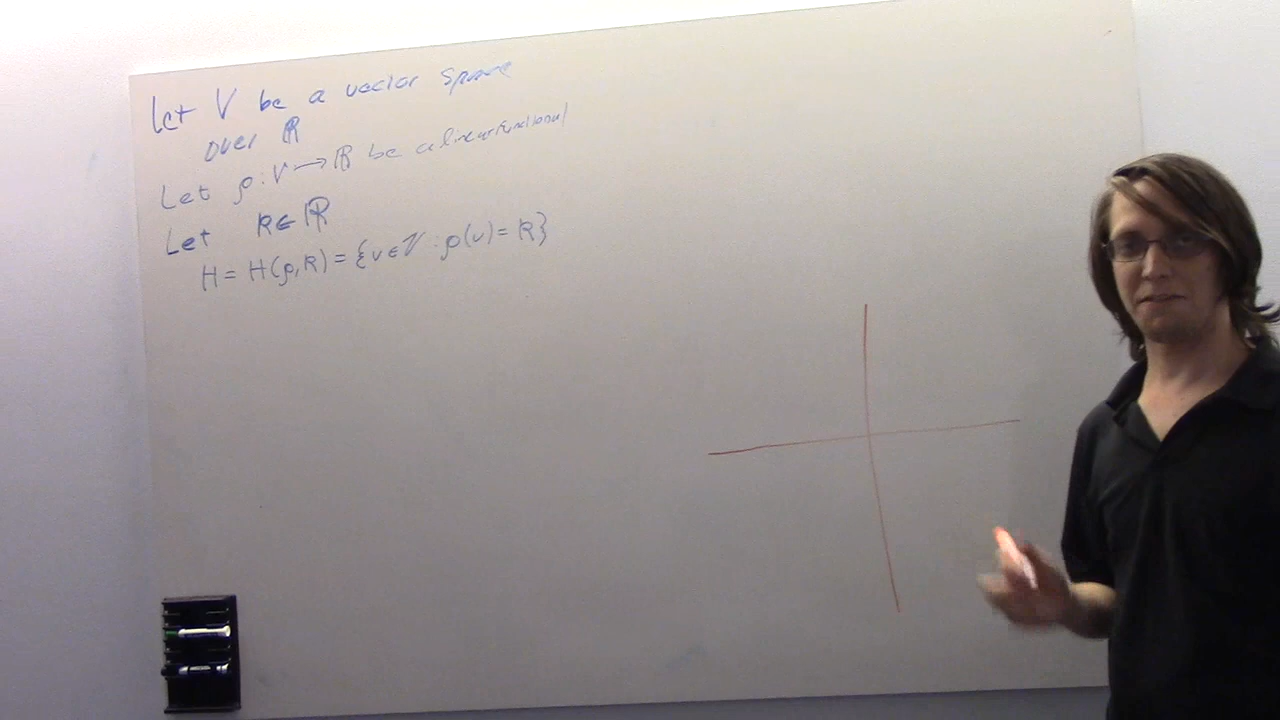 Let V be a vector space
over ℝ
Let ρ: V → ℝ be a linear functional
Let k ∈ ℝ
H = H(ρ, k) = {v ∈ V : ρ(v) = k}